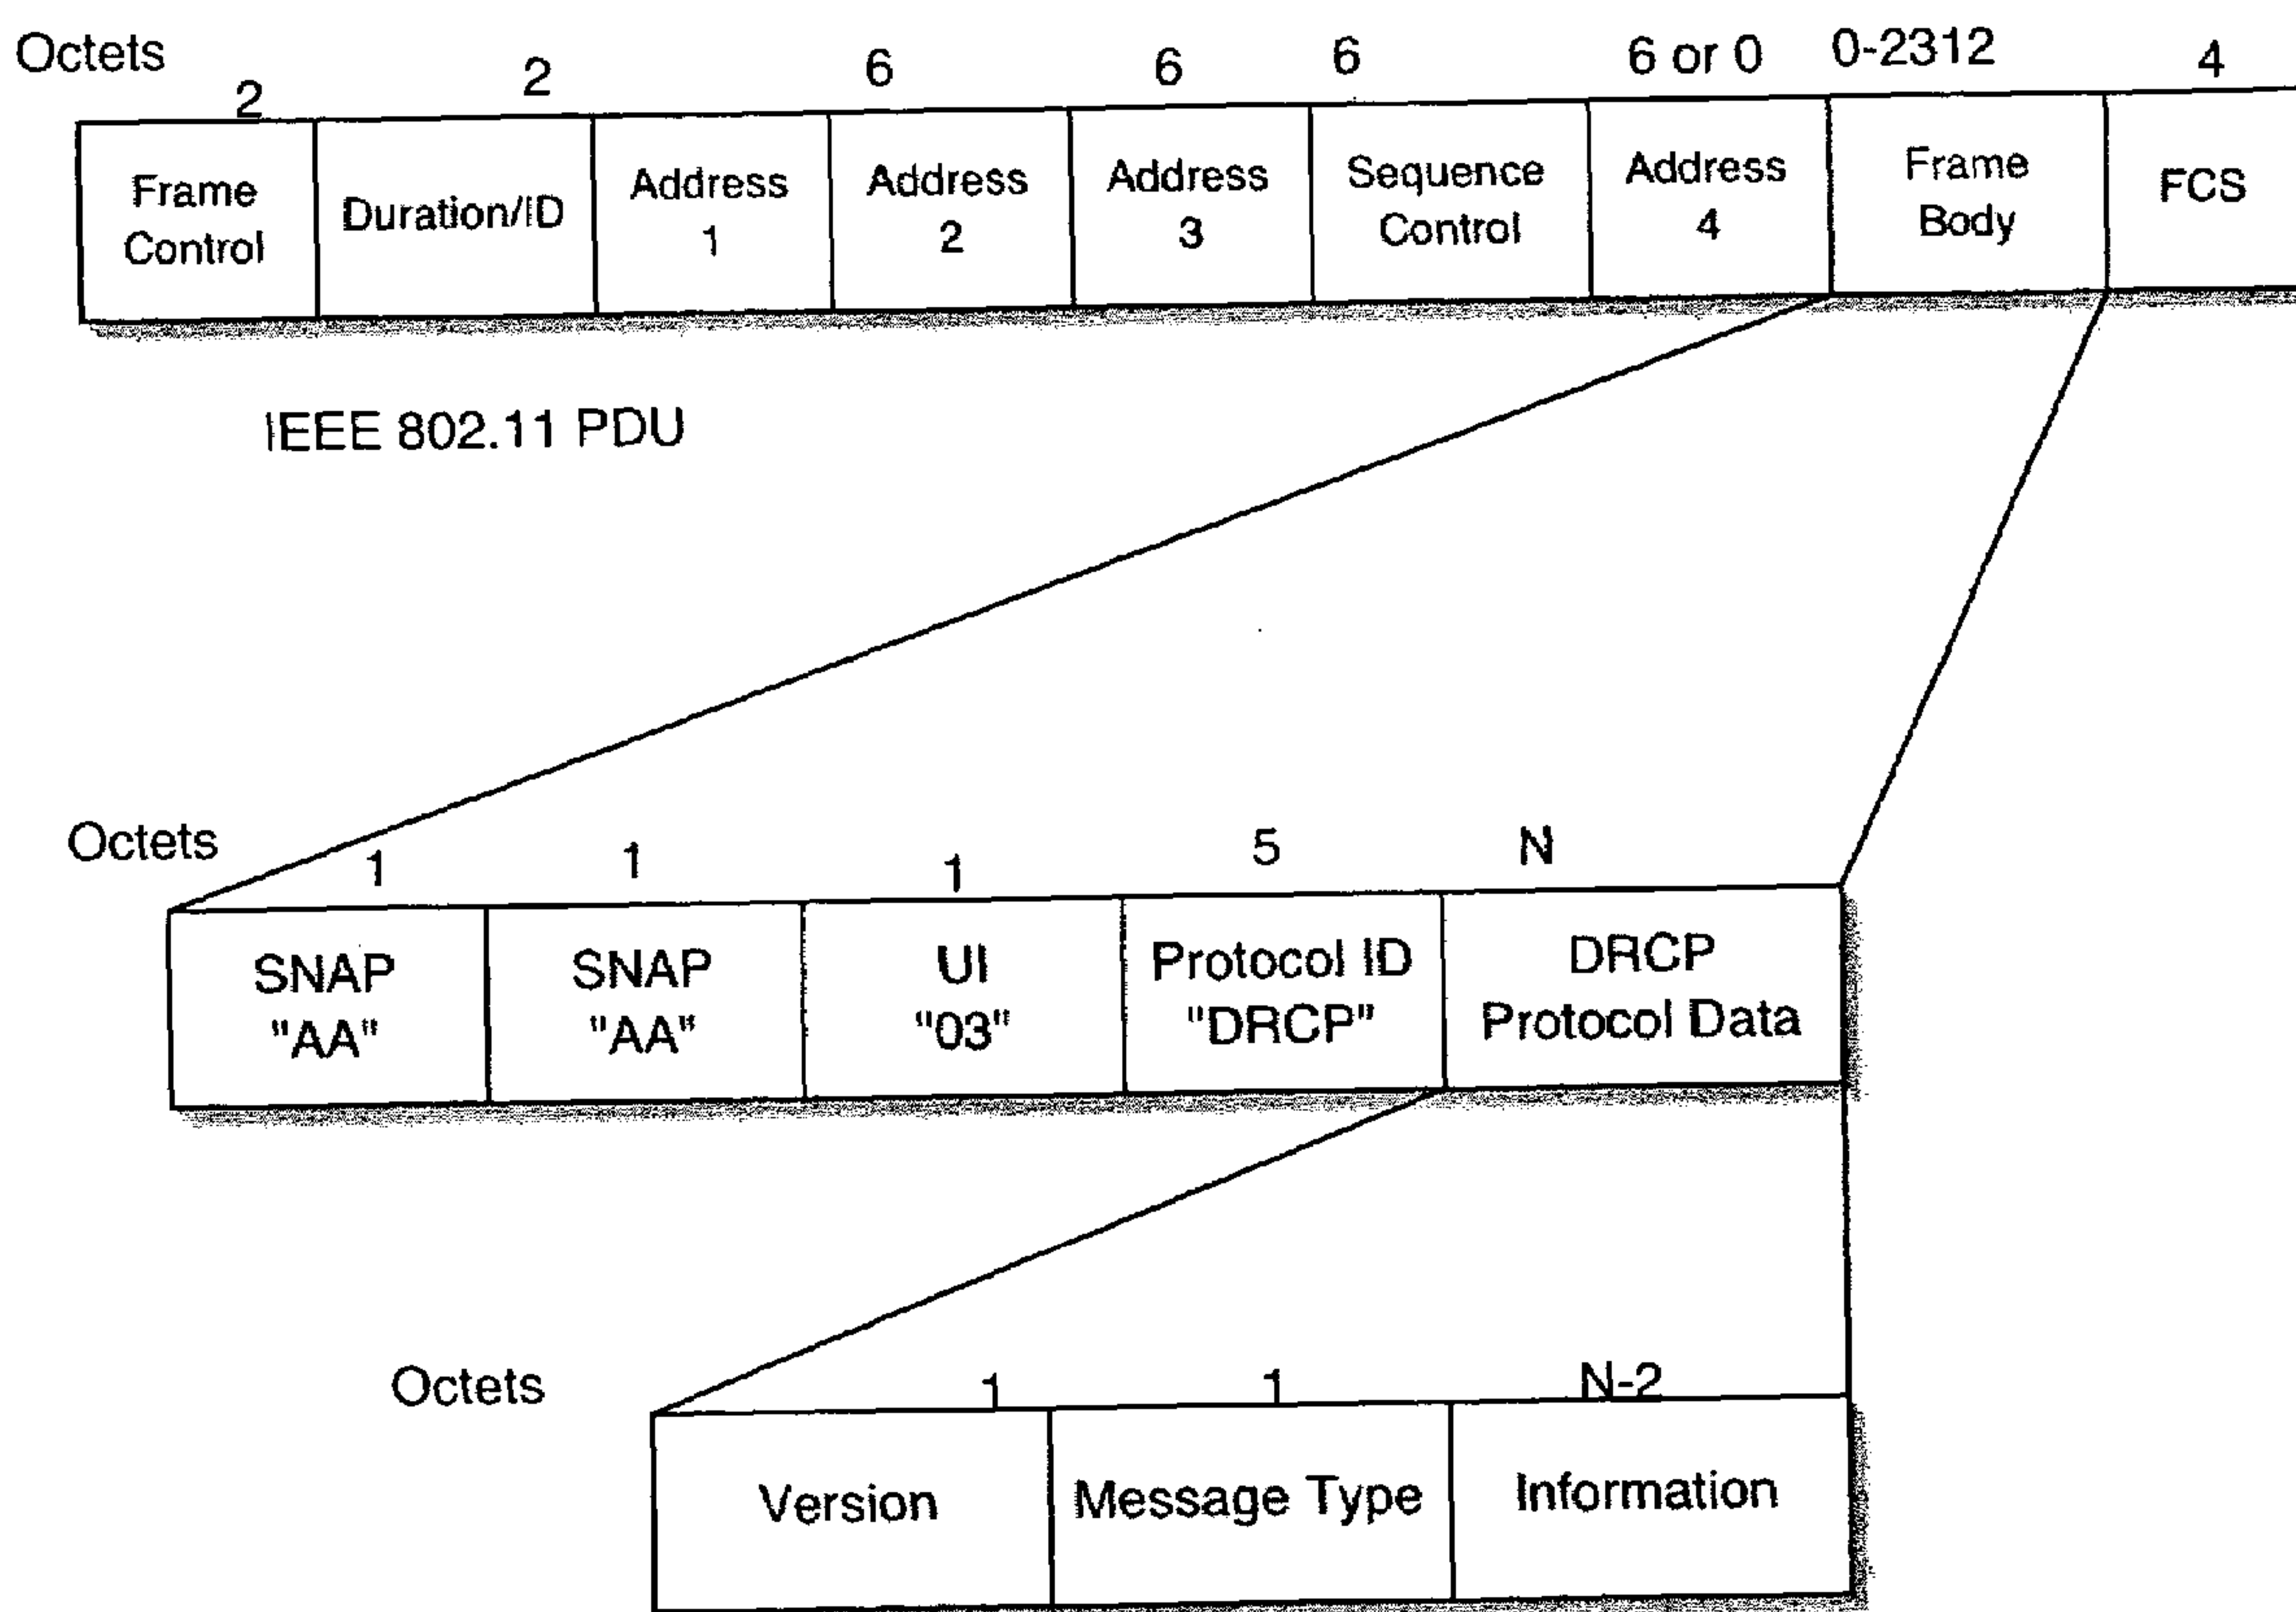 Octets 2 2 6 6 6 6 or 0 0-2312 4
Frame Control
Duration/ID
Address 1
Address 2
Address 3
Sequence Control
Address 4
Frame Body
FCS
IEEE 802.11 PDU
Octets 1 1 1 5 N
SNAP "AA"
SNAP "AA"
UI "03"
Protocol ID "DRCP"
DRCP Protocol Data
Octets 1 1 N-2
Version
Message Type
Information